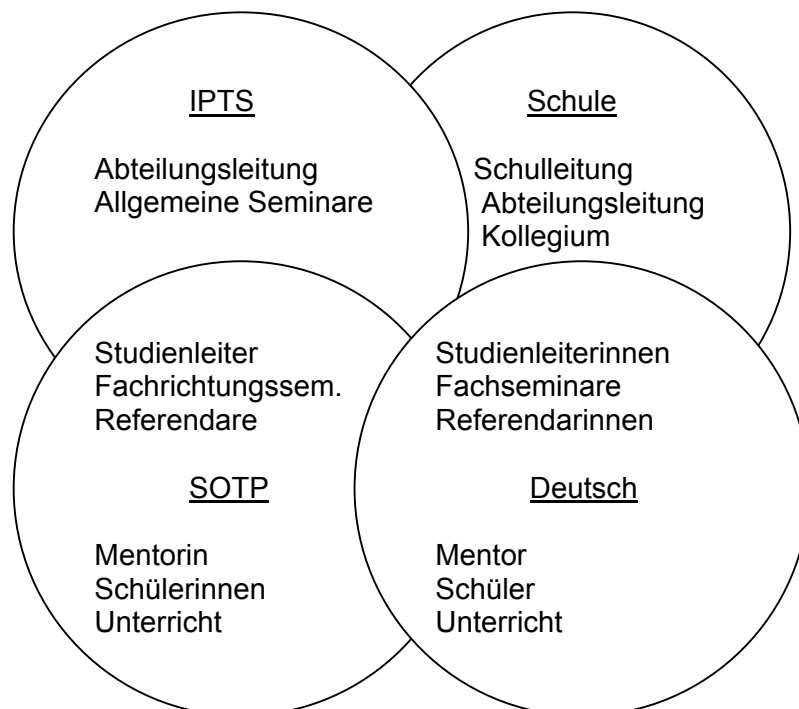 IPTS
Abteilungsleitung
Allgemeine Seminare
Schule
Schulleitung
Abteilungsleitung
Kollegium
Studienleiter
Fachrichtungssem.
Referendare
SOTP
Mentorin
Schülerinnen
Unterricht
Studienleiterinnen
Fachseminare
Referendarinnen
Deutsch
Mentor
Schüler
Unterricht